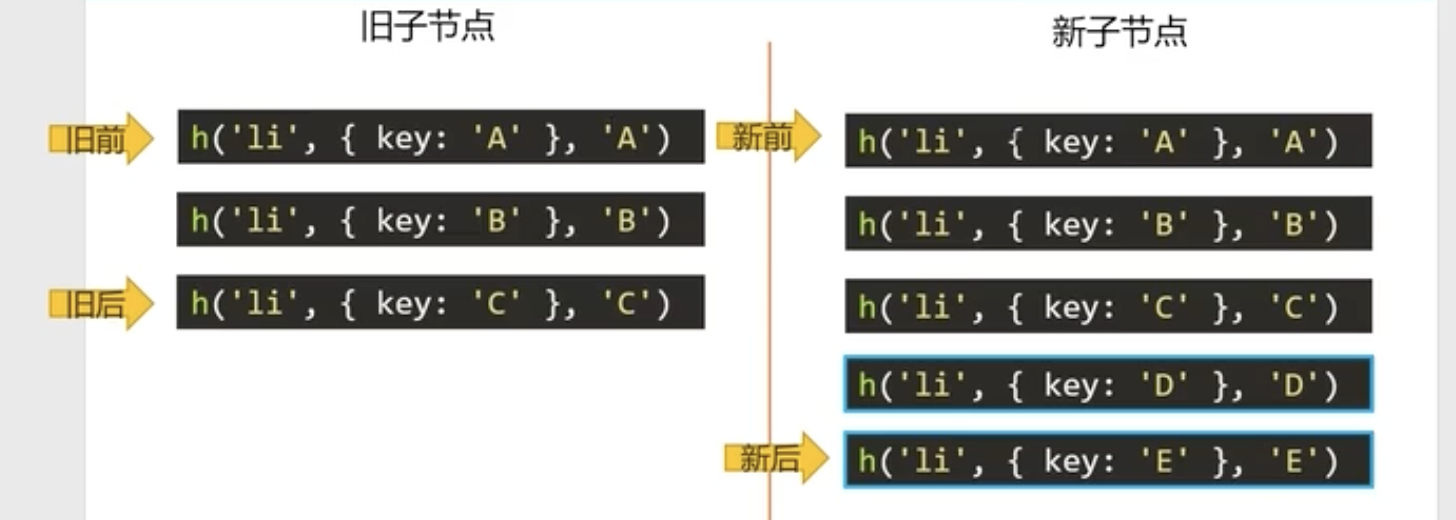 旧子节点
新子节点
旧前
h('li', { key: 'A' }, 'A')
h('li', { key: 'B' }, 'B')
旧后
h('li', { key: 'C' }, 'C')
新前
h('li', { key: 'A' }, 'A')
h('li', { key: 'B' }, 'B')
h('li', { key: 'C' }, 'C')
h('li', { key: 'D' }, 'D')
新后
h('li', { key: 'E' }, 'E')